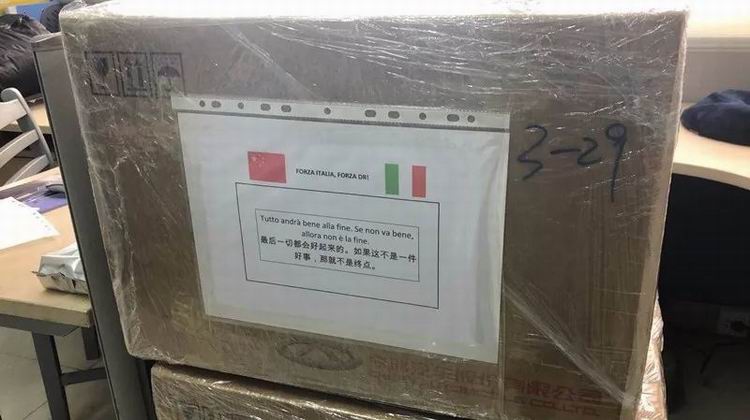 FORZA ITALIA, FORZA DR!
3-29
Tutto andrà bene alla fine. Se non va bene,
allora non è la fine.
最后一切都会好起来的。如果这不是一件
好事，那就不是终点。